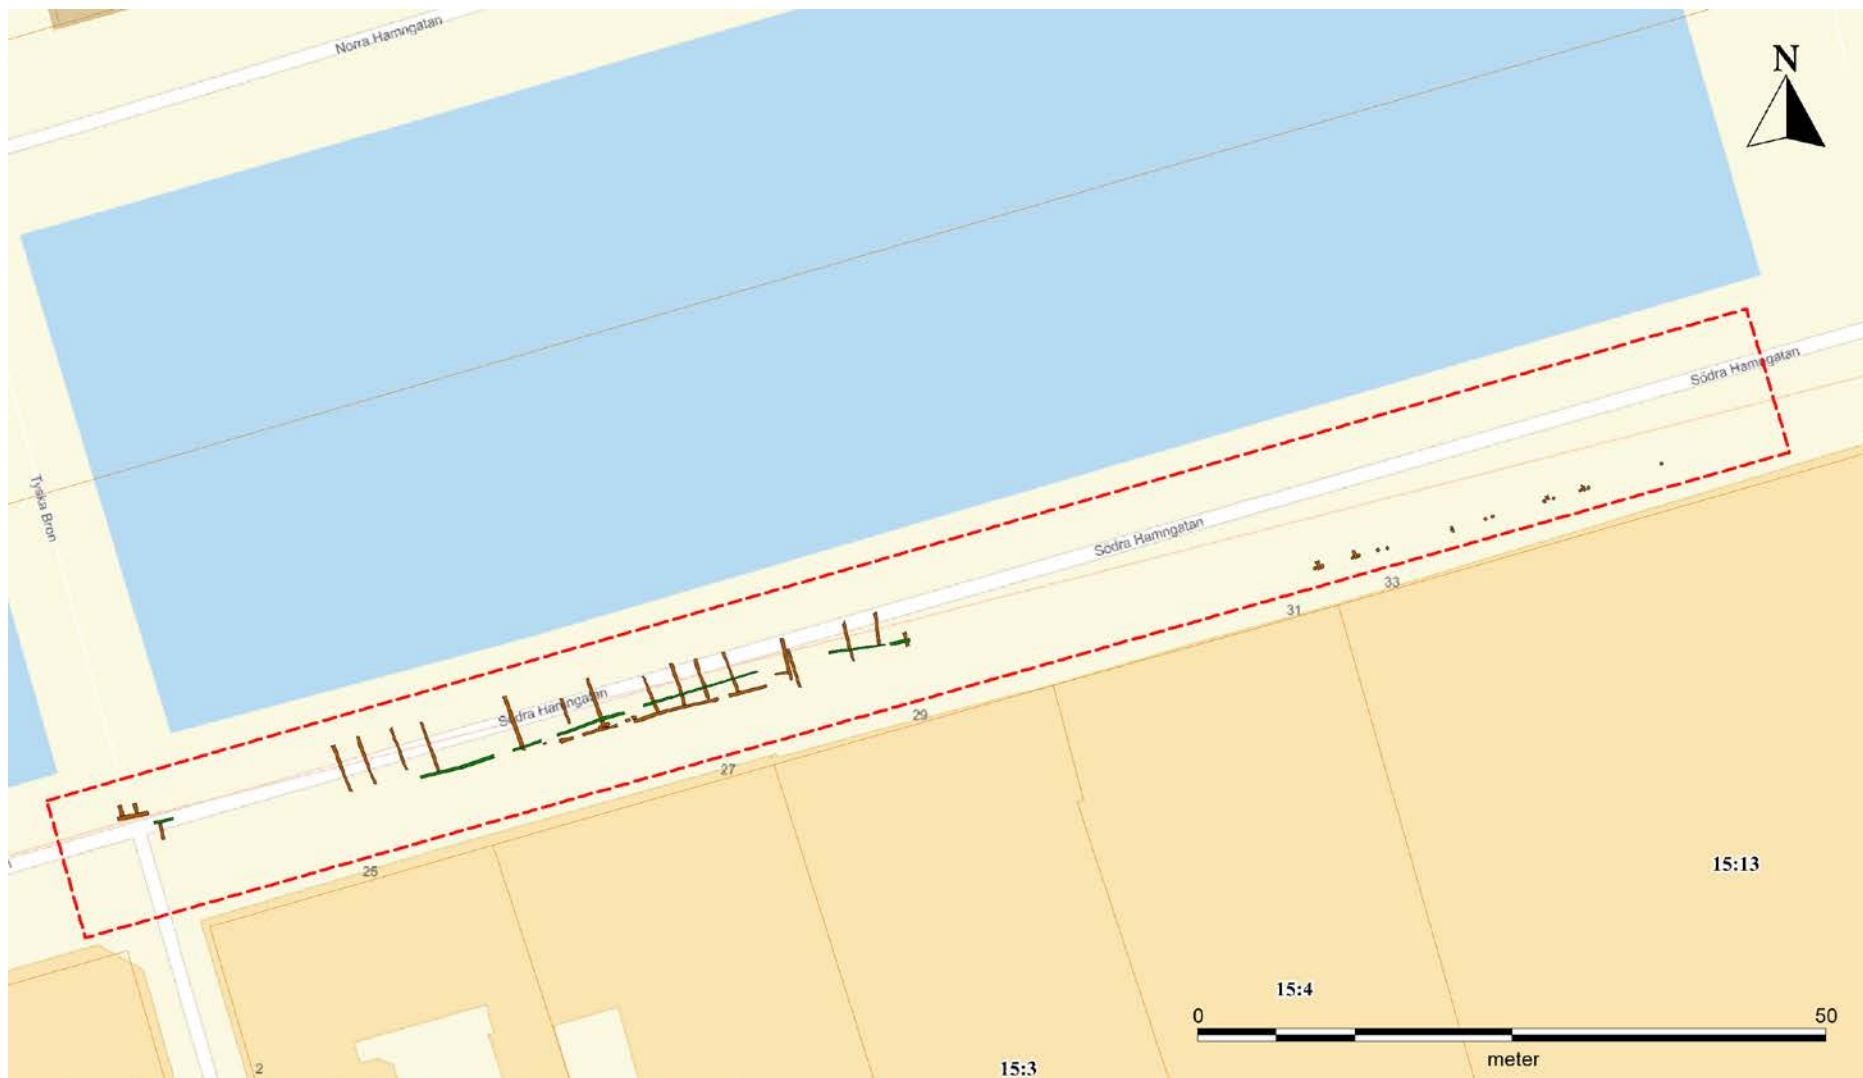 Norra Hamngatan
N
Södra Hamngatan
Tyska Bron
Södra Hamngatan
33
31
Södra Hamngatan
29
27
25
15:13
15:4
0 50
meter
15:3
2